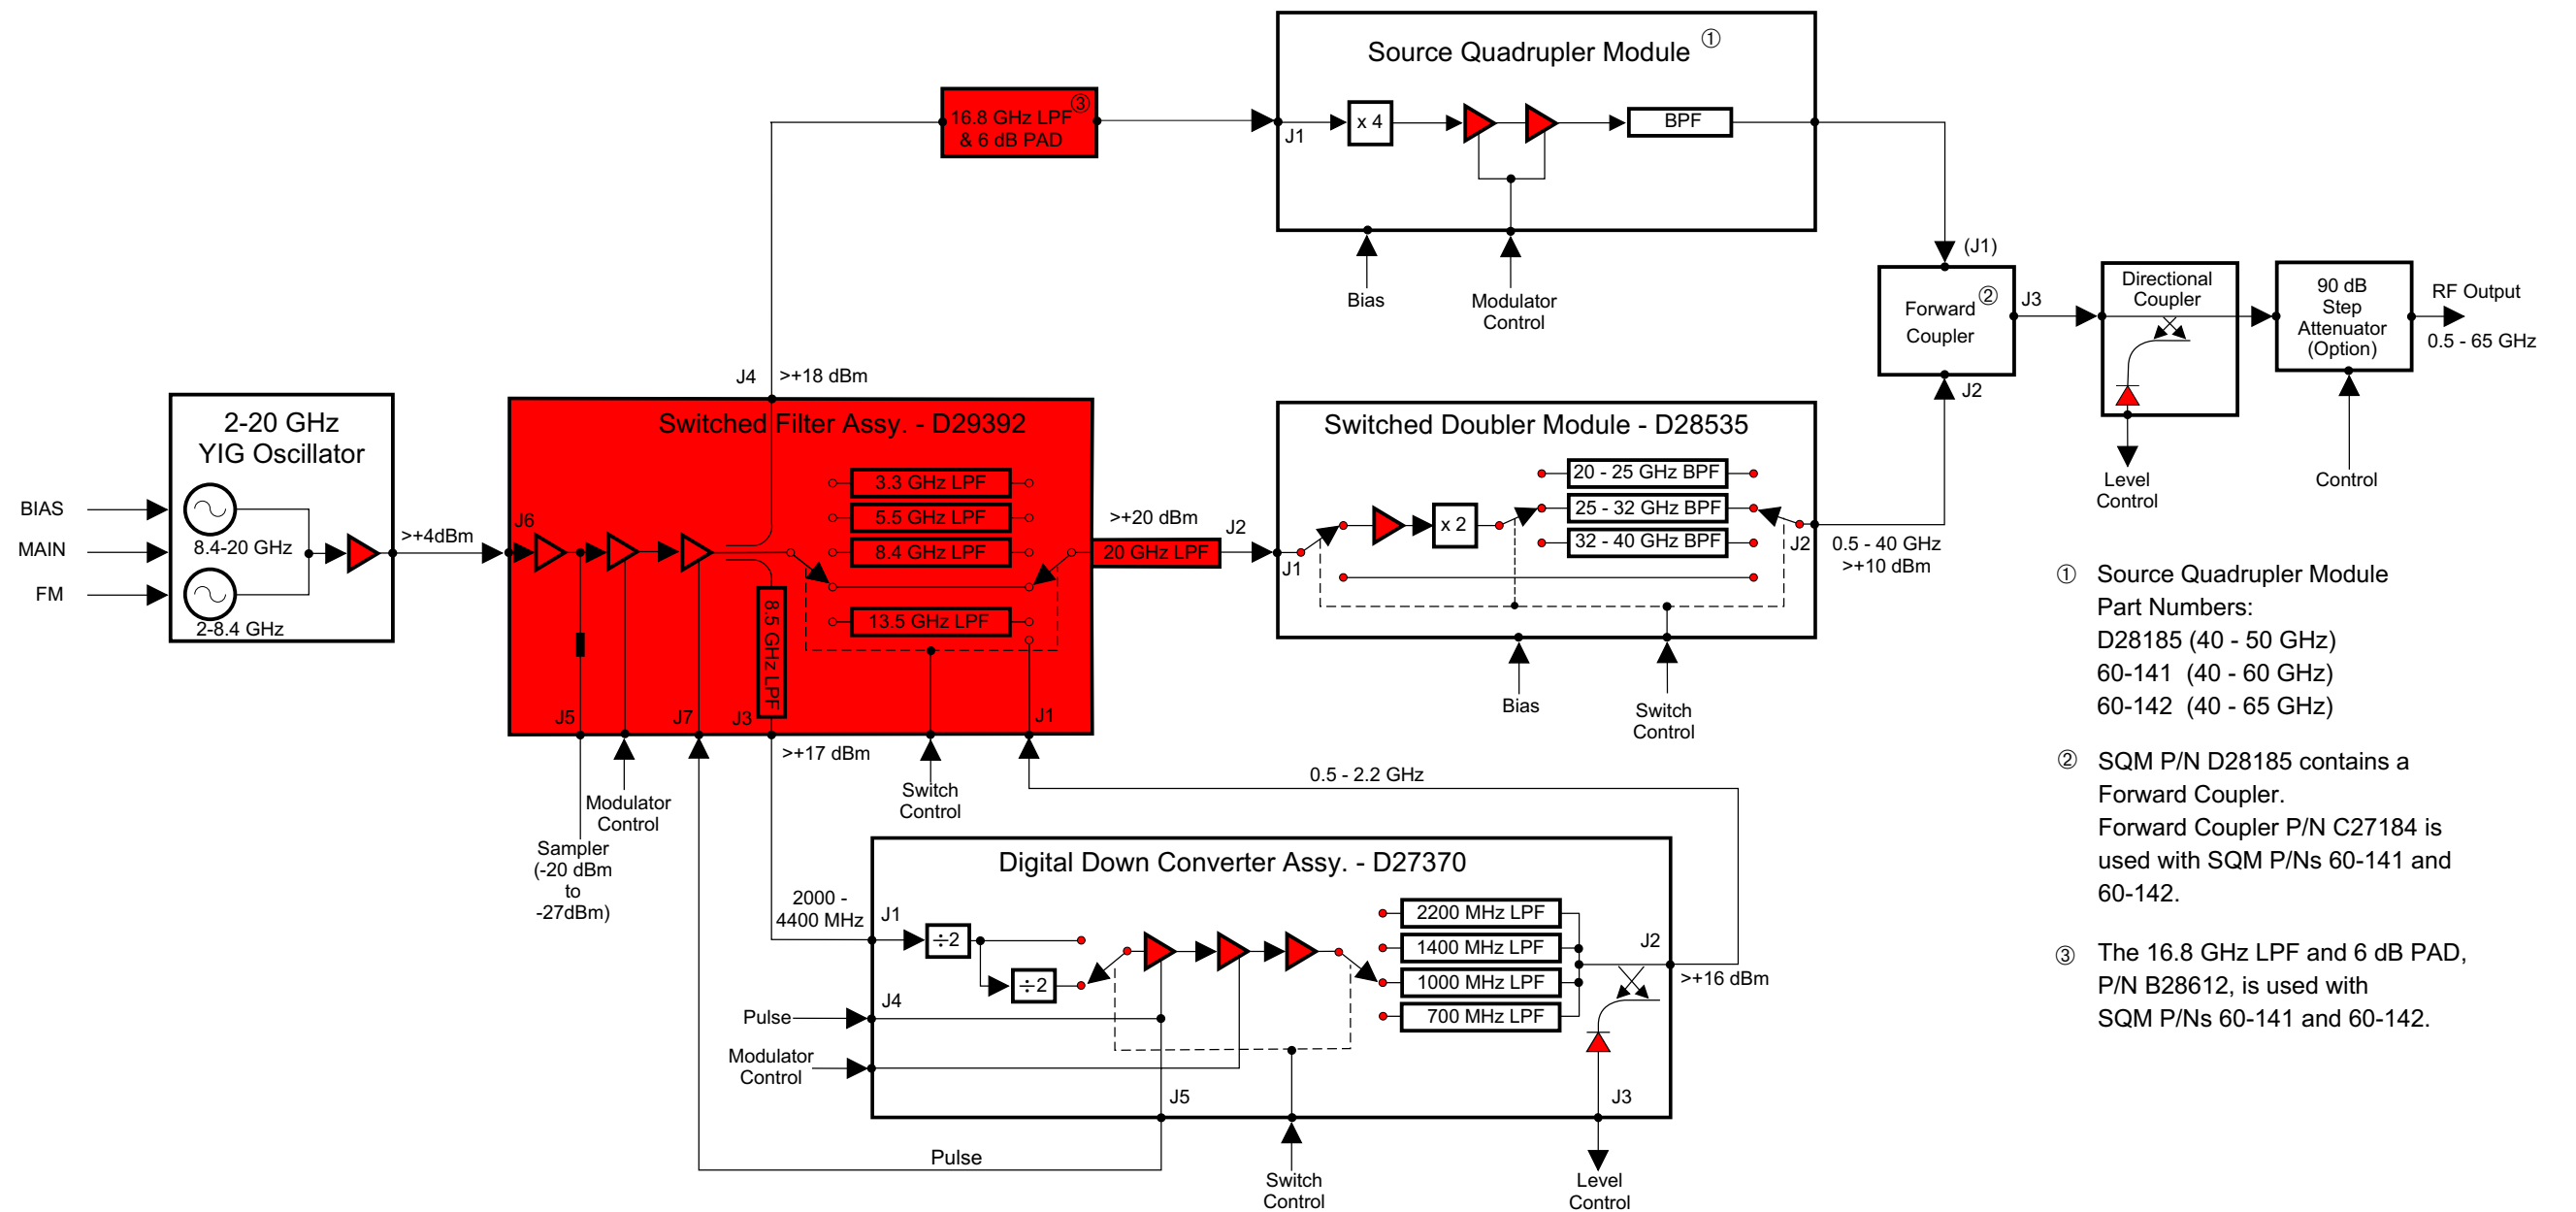 Source Quadrupler Module ①
16.8 GHz LPF ③
& 6 dB PAD
J1
x 4
BPF
Bias
Modulator
Control
(J1)
Forward ②
Coupler
J3
J2
Directional
Coupler
Level
Control
90 dB
Step
Attenuator
(Option)
Control
RF Output
0.5 - 65 GHz
J4
>+18 dBm
2-20 GHz
YIG Oscillator
BIAS
MAIN
FM
8.4-20 GHz
2-8.4 GHz
>+4dBm
Switched Filter Assy. - D29392
J6
3.3 GHz LPF
5.5 GHz LPF
8.4 GHz LPF
13.5 GHz LPF
8.5 GHz LPF
20 GHz LPF
J5
J7
J3
J1
>+20 dBm
J2
>+17 dBm
Sampler
(-20 dBm
to
-27dBm)
Modulator
Control
Switch
Control
Switched Doubler Module - D28535
J1
x 2
20 - 25 GHz BPF
25 - 32 GHz BPF
32 - 40 GHz BPF
J2
0.5 - 40 GHz
>+10 dBm
Bias
Switch
Control
0.5 - 2.2 GHz
Digital Down Converter Assy. - D27370
2000 -
4400 MHz
J1
÷2
÷2
2200 MHz LPF
1400 MHz LPF
1000 MHz LPF
700 MHz LPF
J2
>+16 dBm
J4
Pulse
Modulator
Control
J5
J3
Pulse
Switch
Control
Level
Control
① Source Quadrupler Module
Part Numbers:
D28185 (40 - 50 GHz)
60-141 (40 - 60 GHz)
60-142 (40 - 65 GHz)
② SQM P/N D28185 contains a
Forward Coupler.
Forward Coupler P/N C27184 is
used with SQM P/Ns 60-141 and
60-142.
③ The 16.8 GHz LPF and 6 dB PAD,
P/N B28612, is used with
SQM P/Ns 60-141 and 60-142.